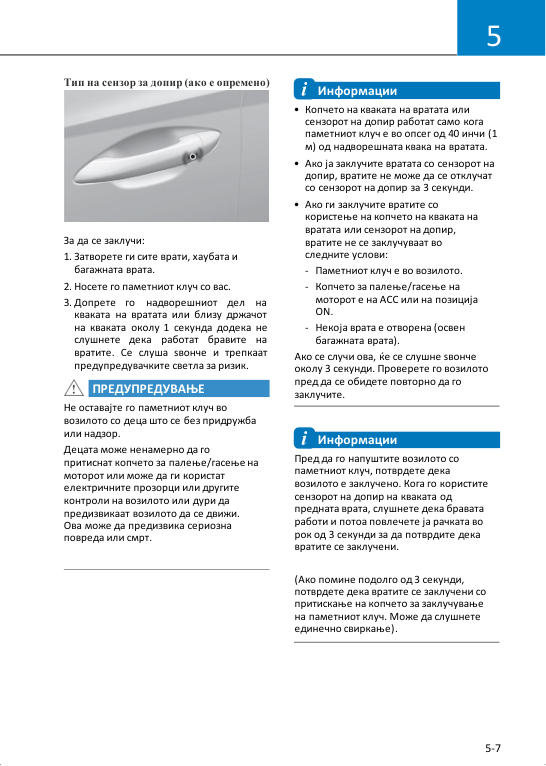 5
Тип на сензор за допир (ако е опремено)
За да се заклучи:
1. Затворете ги сите врати, хаубата и
багажната врата.
2. Носете го паметниот клуч со вас.
3. Допрете го надворешниот дел на
кваката на вратата или близу држачот
на кваката околу 1 секунда додека не
слушнете дека работат бравите на
вратите. Се слуша ѕвонче и трепкаат
предупредувачките светла за ризик.
ПРЕДУПРЕДУВАЊЕ
Не оставајте го паметниот клуч во
возилото со деца што се без придружба
или надзор.
Децата може ненамерно да го
притиснат копчето за палење/гасење на
моторот или може да ги користат
електричните прозорци или другите
контроли на возилото или дури да
предизвикаат возилото да се движи.
Ова може да предизвика сериозна
повреда или смрт.
i Информации
• Копчето на кваката на вратата или
сензорот на допир работат само кога
паметниот клуч е во опсег од 40 инчи (1
м) од надворешната квака на вратата.
• Ако ја заклучите вратата со сензорот на
допир, вратите не може да се отклучат
со сензорот на допир за 3 секунди.
• Ако ги заклучите вратите со
користење на копчето на кваката на
вратата или сензорот на допир,
вратите не се заклучуваат во
следните услови:
- Паметниот клуч е во возилото.
- Копчето за палење/гасење на
моторот е на ACC или на позиција
ON.
- Некоја врата е отворена (освен
багажната врата).
Ако се случи ова, ќе се слушне ѕвонче
околу 3 секунди. Проверете го возилото
пред да се обидете повторно да го
заклучите.
i Информации
Пред да го напуштите возилото со
паметниот клуч, потврдете дека
возилото е заклучено. Кога го користите
сензорот на допир на кваката од
предната врата, слушнете дека бравата
работи и потоа повлечете ја рачката во
рок од 3 секунди за да потврдите дека
вратите се заклучени.
(Ако помине подолго од 3 секунди,
потврдете дека вратите се заклучени со
притискање на копчето за заклучување
на паметниот клуч. Може да слушнете
единечно свиркање).
5-7